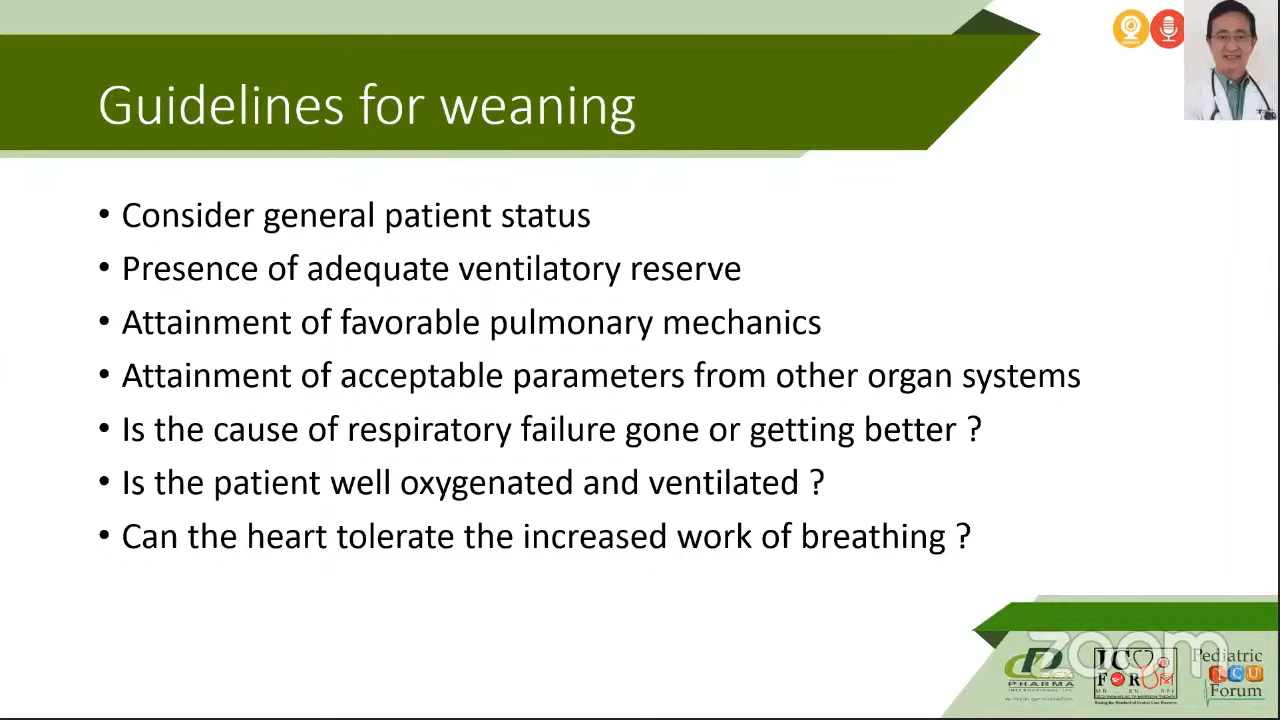 Guidelines for weaning
• Consider general patient status
• Presence of adequate ventilatory reserve
• Attainment of favorable pulmonary mechanics
• Attainment of acceptable parameters from other organ systems
• Is the cause of respiratory failure gone or getting better ?
• Is the patient well oxygenated and ventilated ?
• Can the heart tolerate the increased work of breathing ?
zoom
PHARMA
IC
FORUM
Pediatric
ICU
Forum